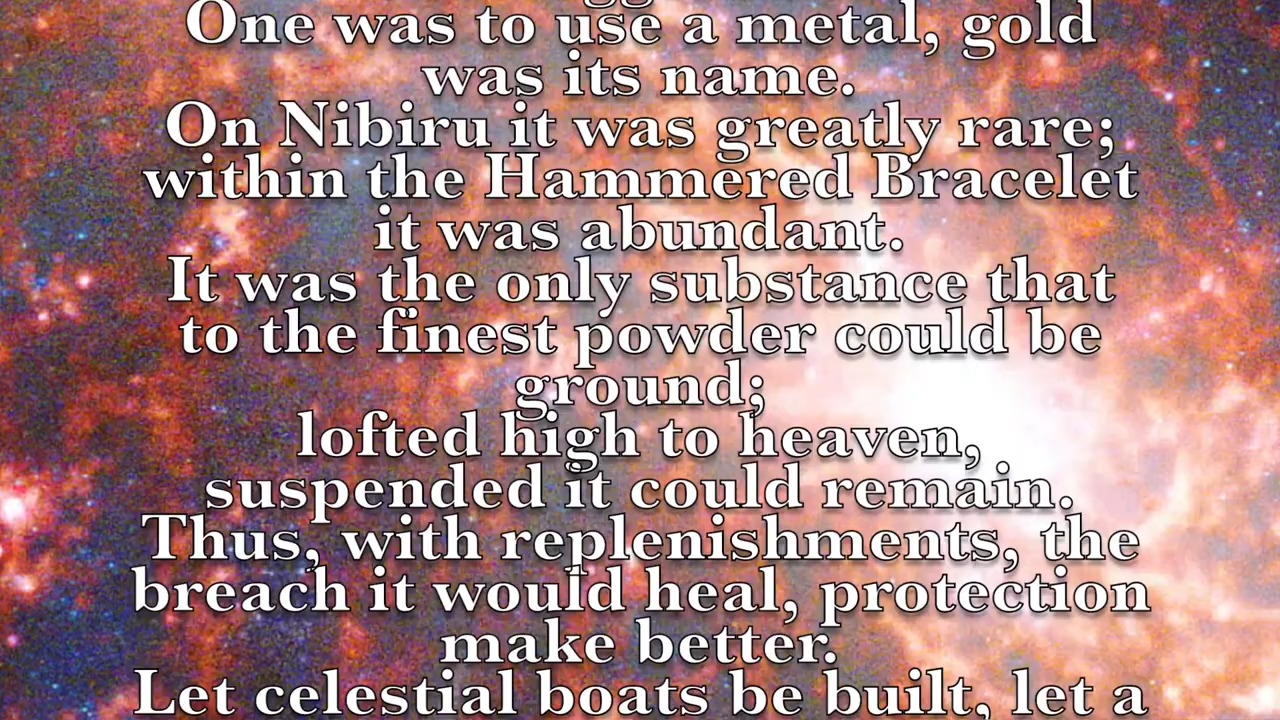 One was to use a metal, gold
was its name.
On Nibiru it was greatly rare;
within the Hammered Bracelet
it was abundant.
It was the only substance that
to the finest powder could be
ground;
lofted high to heaven,
suspended it could remain.
Thus, with replenishments, the
breach it would heal, protection
make better.
Let celestial boats be built, let a